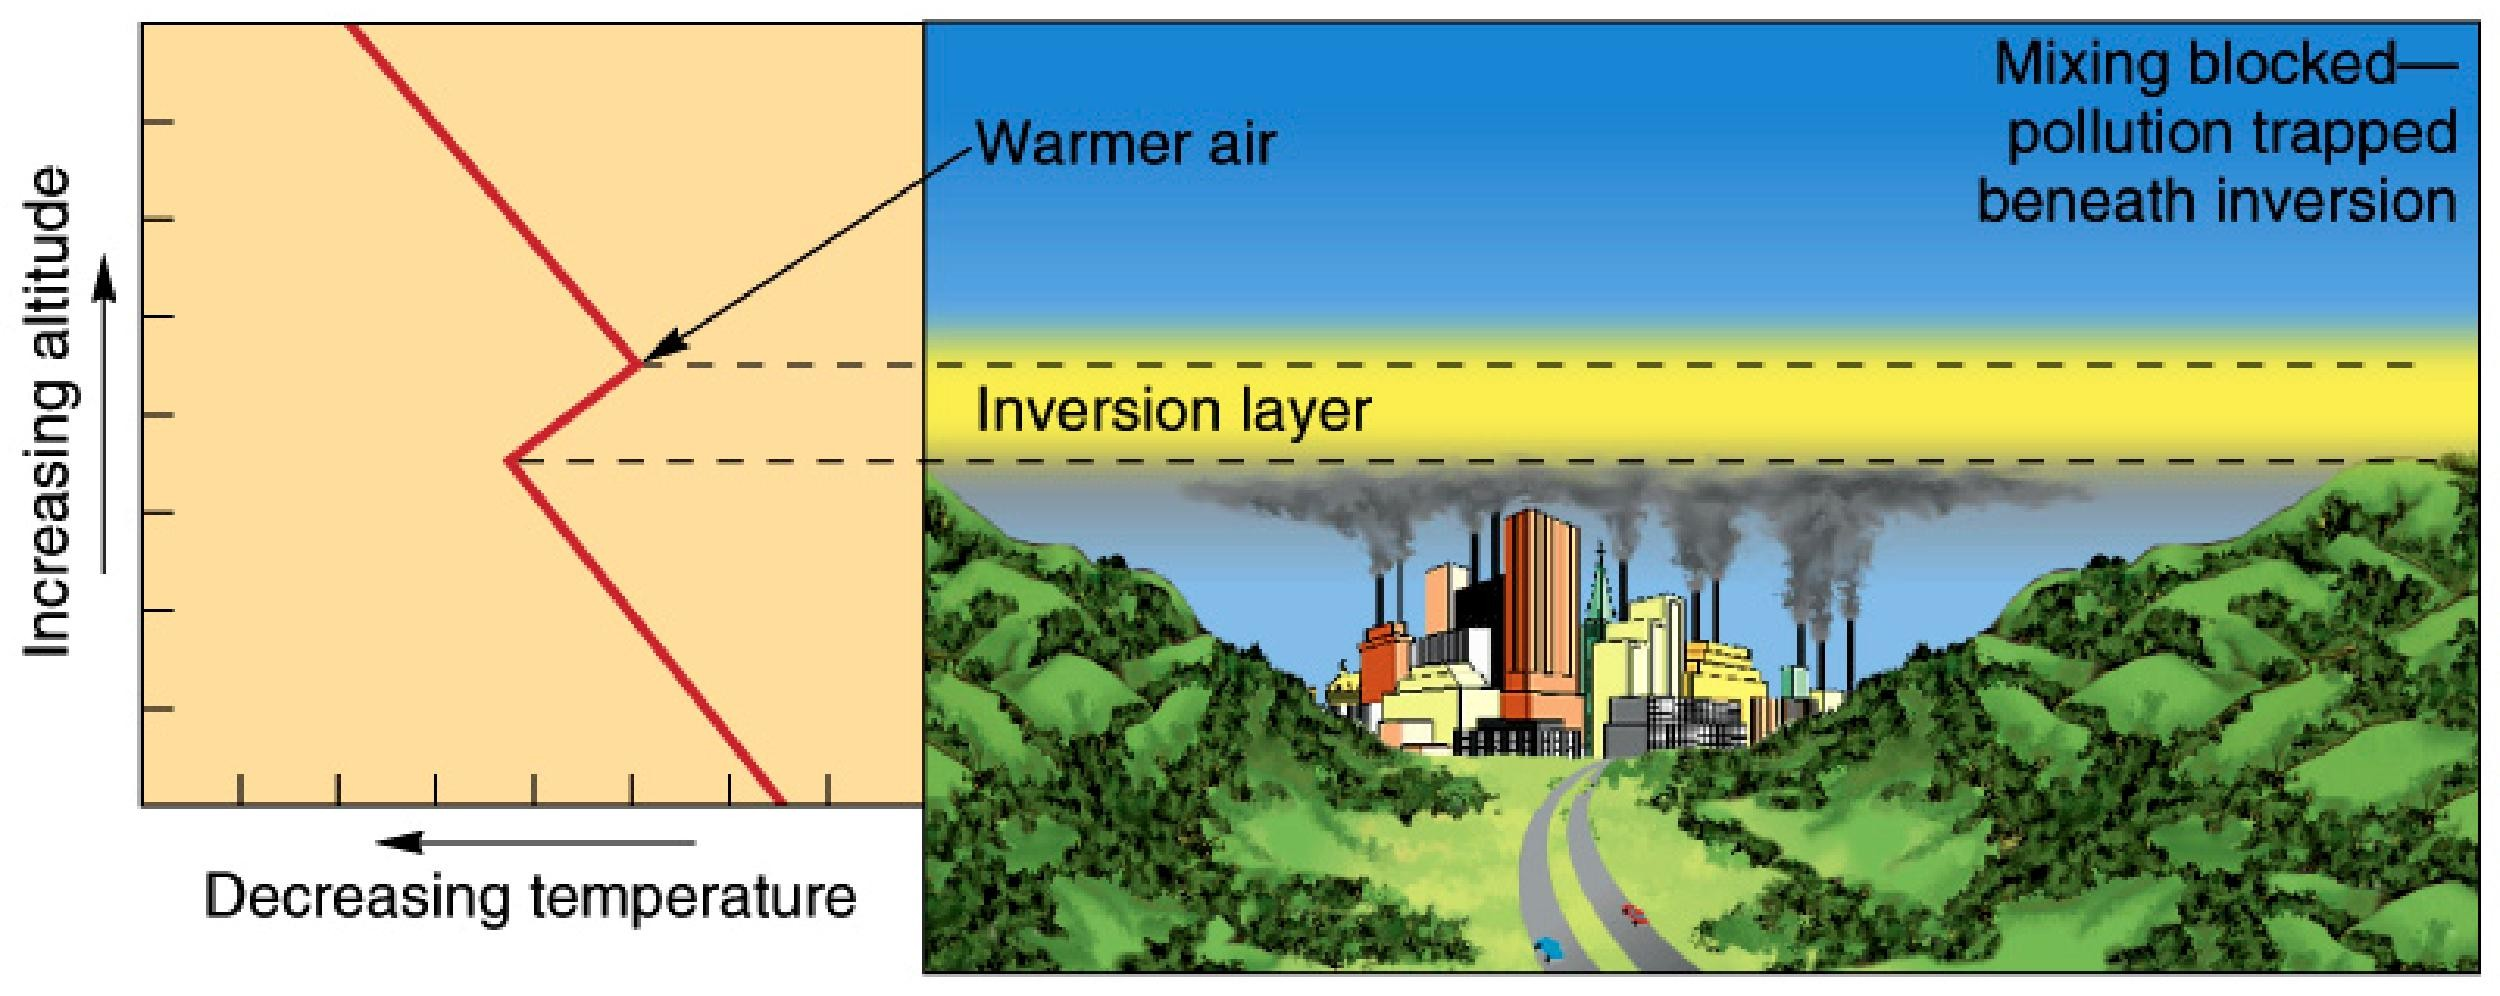 Increasing altitude
Decreasing temperature
Warmer air
Inversion layer
Mixing blocked—
pollution trapped
beneath inversion